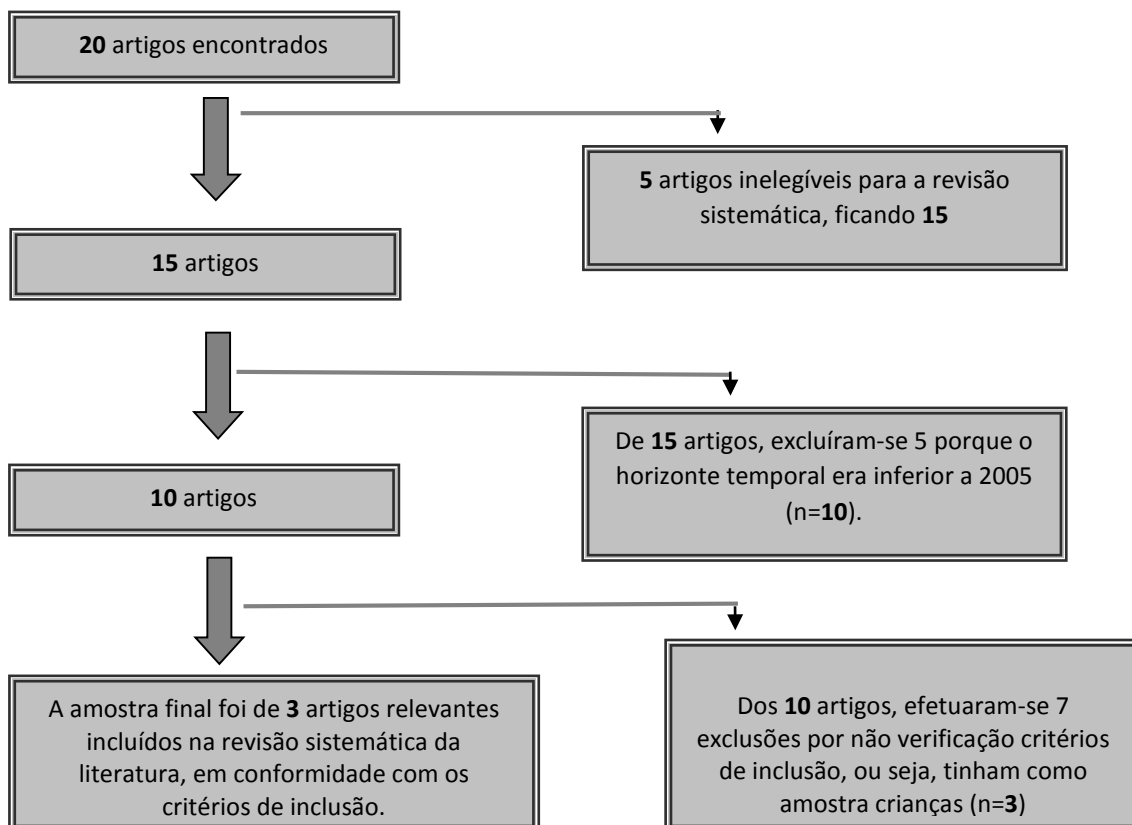 20 artigos encontrados
5 artigos inelegíveis para a revisão
sistemática, ficando 15
15 artigos
De 15 artigos, excluíram-se 5 porque o
horizonte temporal era inferior a 2005
(n=10).
10 artigos
A amostra final foi de 3 artigos relevantes
incluídos na revisão sistemática da
literatura, em conformidade com os
critérios de inclusão.
Dos 10 artigos, efetuaram-se 7
exclusões por não verificação critérios
de inclusão, ou seja, tinham como
amostra crianças (n=3)